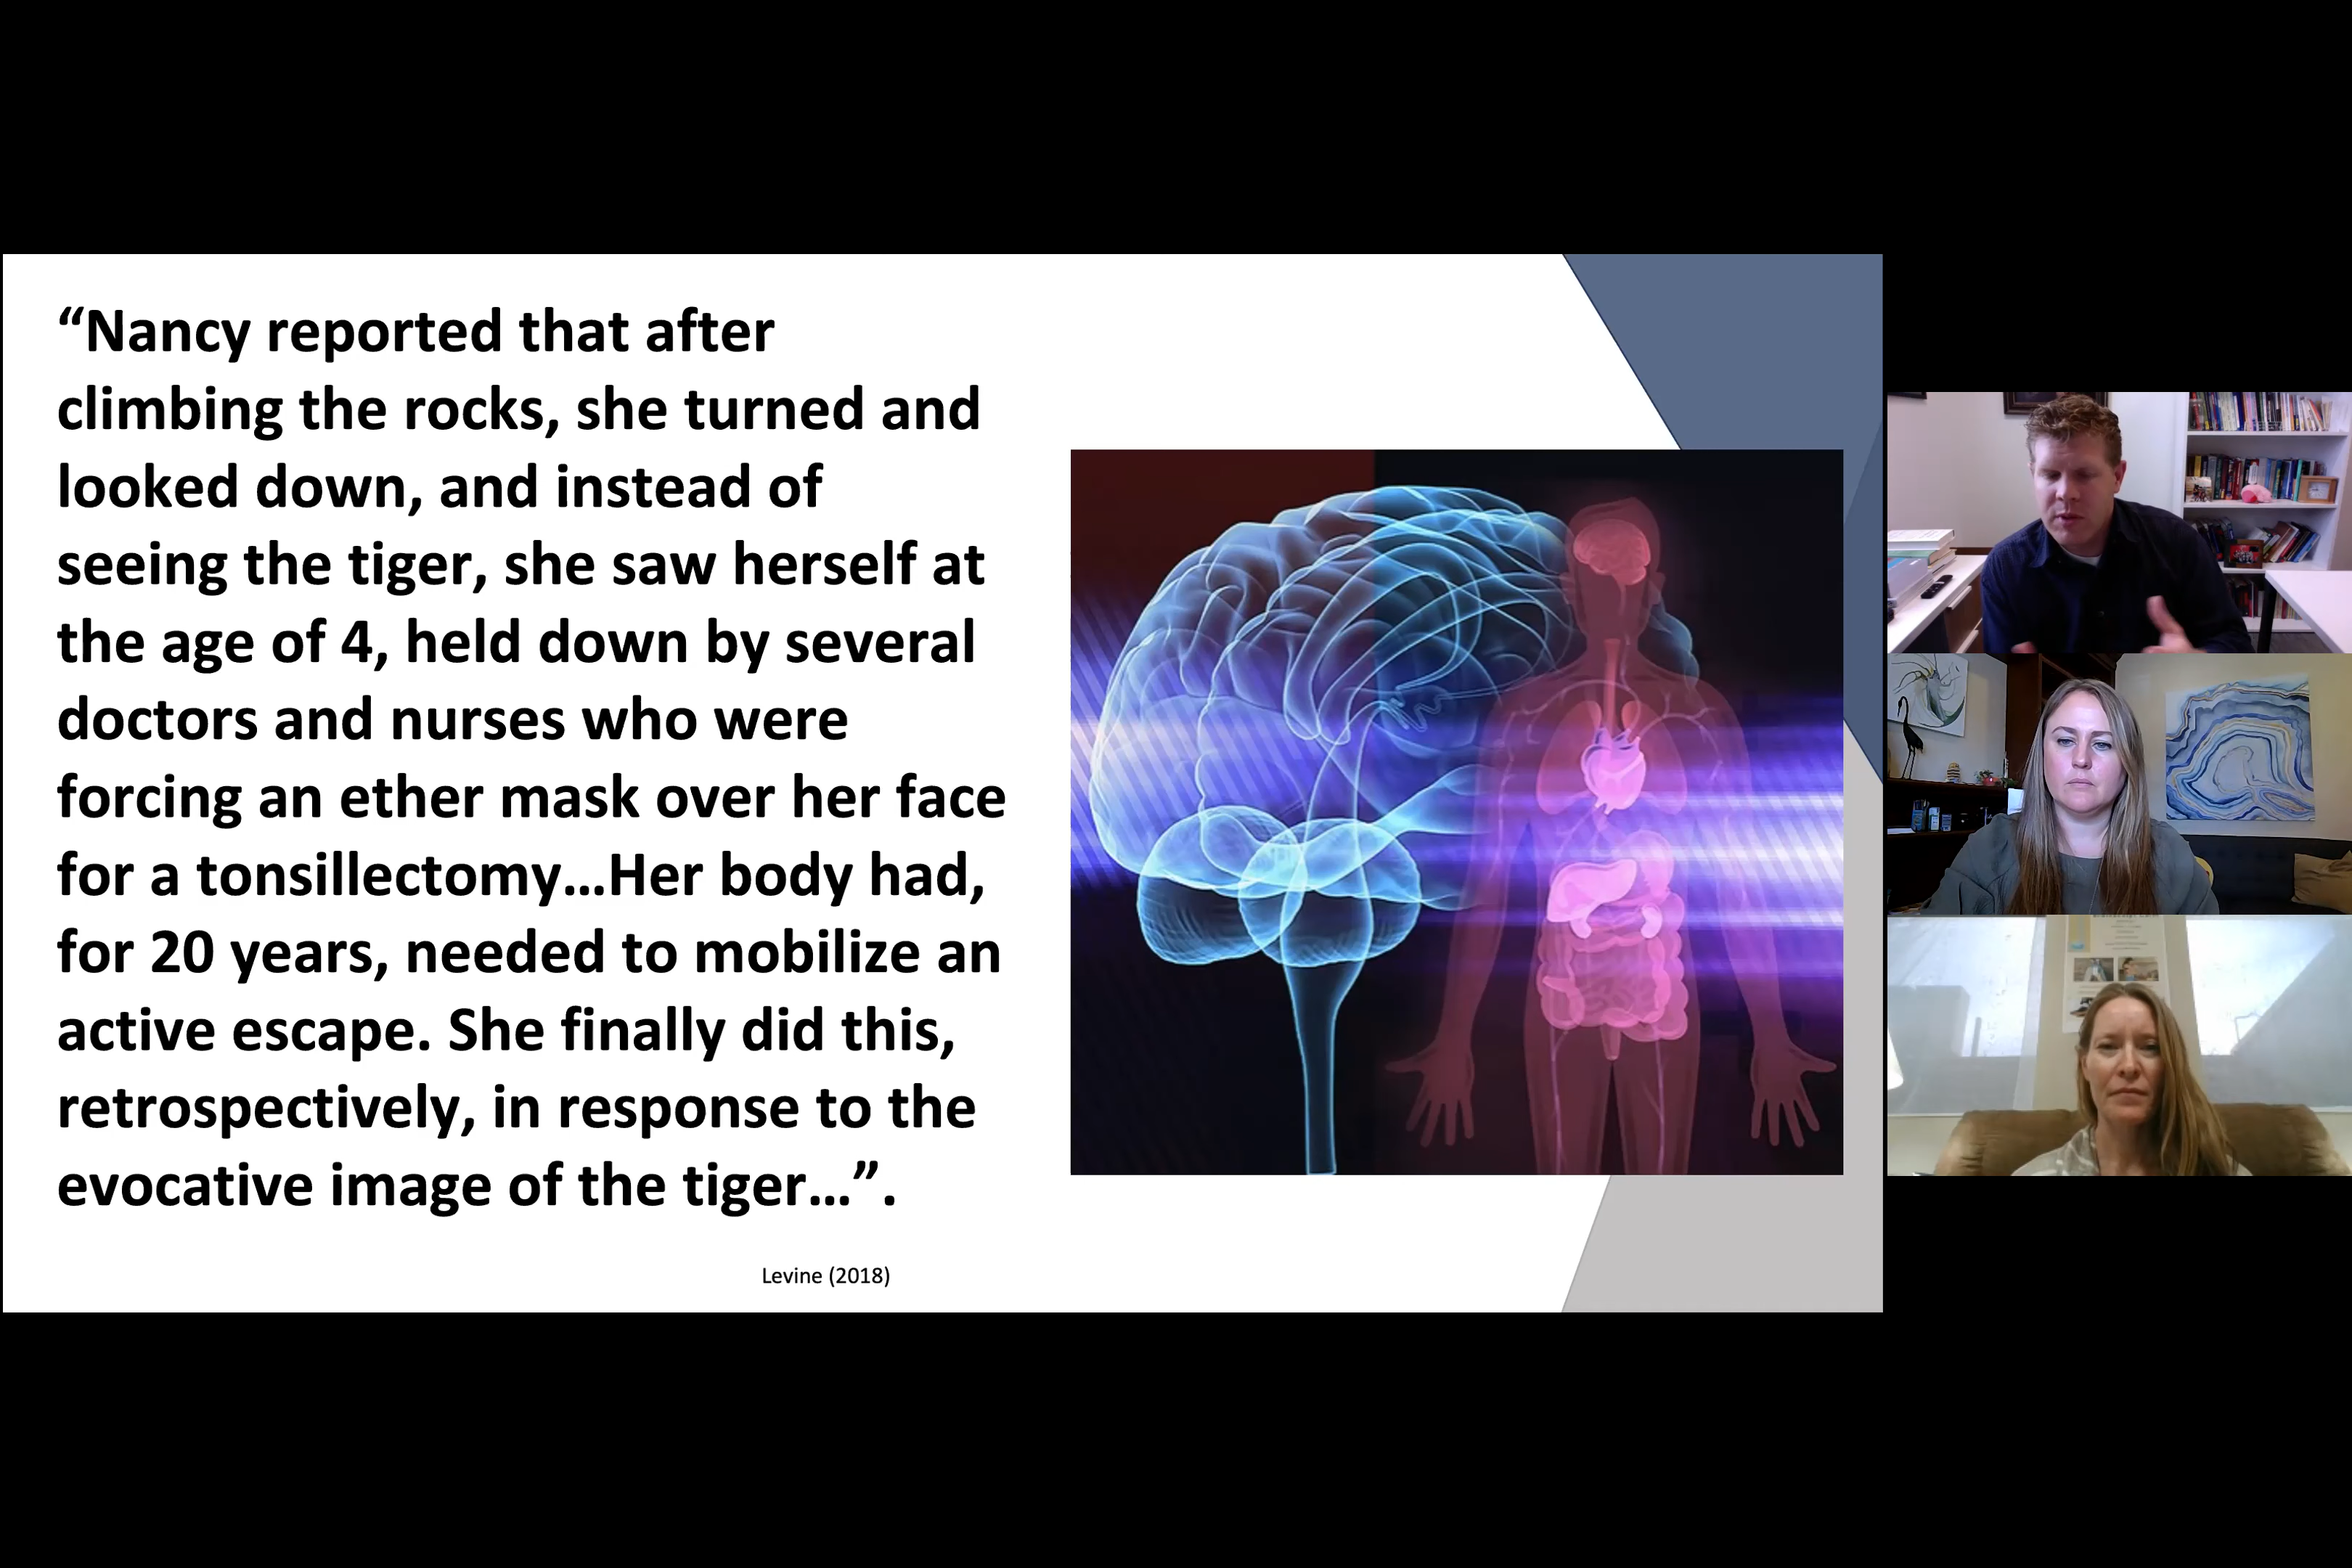 “Nancy reported that after
climbing the rocks, she turned and
looked down, and instead of
seeing the tiger, she saw herself at
the age of 4, held down by several
doctors and nurses who were
forcing an ether mask over her face
for a tonsillectomy...Her body had,
for 20 years, needed to mobilize an
active escape. She finally did this,
retrospectively, in response to the
evocative image of the tiger...”.
Levine (2018)